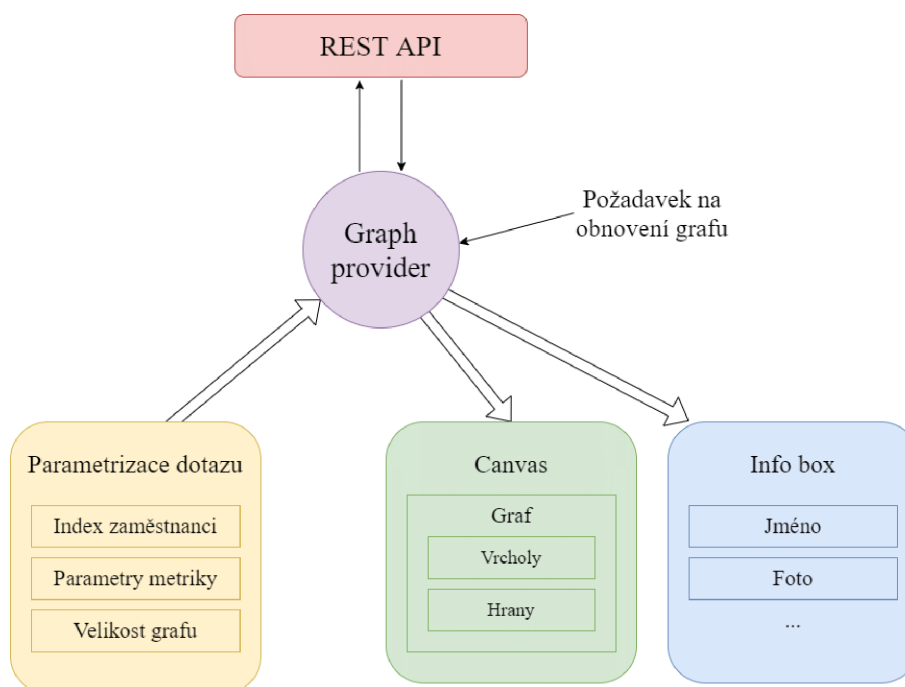 REST API
Graph
provider
Požadavek na
obnovení grafu
Parametrizace dotazu
Index zaměstnanci
Parametry metriky
Velikost grafu
Canvas
Graf
Vrcholy
Hrany
Info box
Jméno
Foto
...